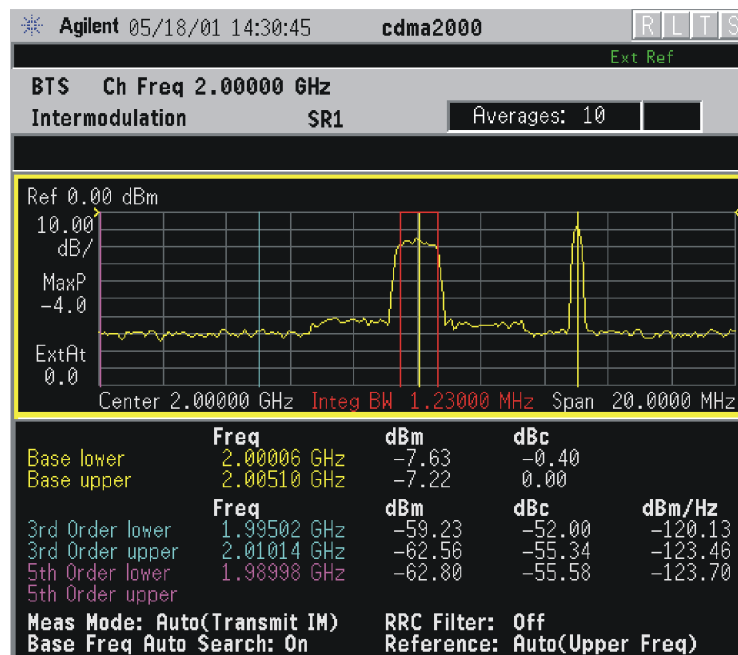 Agilent 05/18/01 14:30:45 cdma2000 R L T S
Ext Ref
BTS Ch Freq 2.00000 GHz
Intermodulation SR1 Averages: 10
Ref 0.00 dBm
10.00
dB/
MaxP
-4.0
ExtAt
0.0
Center 2.00000 GHz Integ BW 1.23000 MHz Span 20.0000 MHz
Freq dBm dBc
Base lower 2.00006 GHz -7.63 -0.40
Base upper 2.00510 GHz -7.22 0.00
Freq dBm dBc dBm/Hz
3rd Order lower 1.99502 GHz -59.23 -52.00 -120.13
3rd Order upper 2.01014 GHz -62.56 -55.34 -123.46
5th Order lower 1.98998 GHz -62.80 -55.58 -123.70
5th Order upper
Meas Mode: Auto(Transmit IM) RRC Filter: Off
Base Freq Auto Search: On Reference: Auto(Upper Freq)